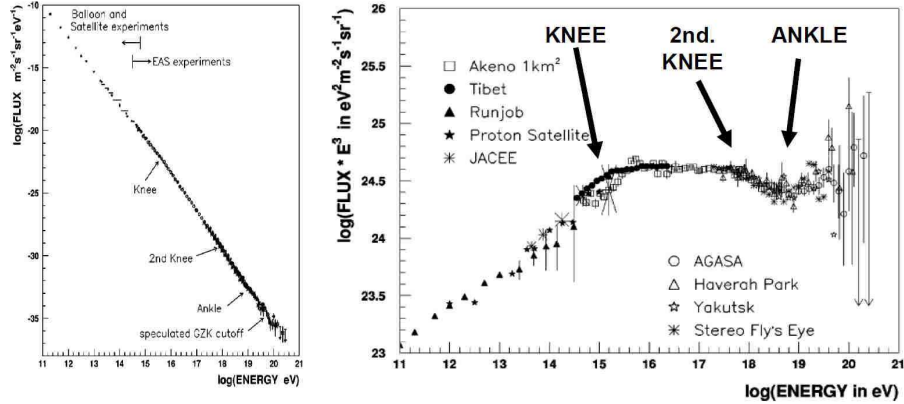 Balloon and
Satellite experiments
EAS experiments
Knee
2nd Knee
Ankle
speculated GZK cutoff
log(FLUX m⁻²s⁻¹sr⁻¹eV⁻¹)
-10
-15
-20
-25
-30
-35
11 12 13 14 15 16 17 18 19 20 21
log(ENERGY eV)
KNEE
2nd.
KNEE
ANKLE
Akeno 1km²
Tibet
Runjob
Proton Satellite
JACEE
AGASA
Haverah Park
Yakutsk
Stereo Fly's Eye
log(FLUX * E³ in eV²m⁻²s⁻¹sr⁻¹)
26
25.5
25
24.5
24
23.5
23
11 12 13 14 15 16 17 18 19 20 21
log(ENERGY in eV)